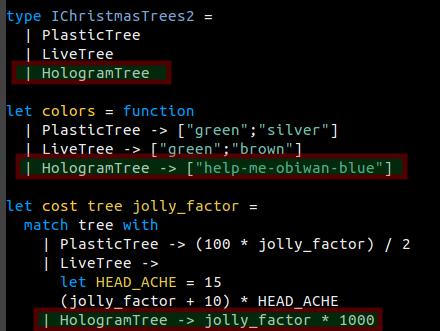 type IChristmasTrees2 =
| PlasticTree
| LiveTree
| HologramTree
let colors = function
| PlasticTree -> ["green";"silver"]
| LiveTree -> ["green";"brown"]
| HologramTree -> ["help-me-obiwan-blue"]
let cost tree jolly_factor =
match tree with
| PlasticTree -> (100 * jolly_factor) / 2
| LiveTree ->
let HEAD_ACHE = 15
(jolly_factor + 10) * HEAD_ACHE
| HologramTree -> jolly_factor * 1000